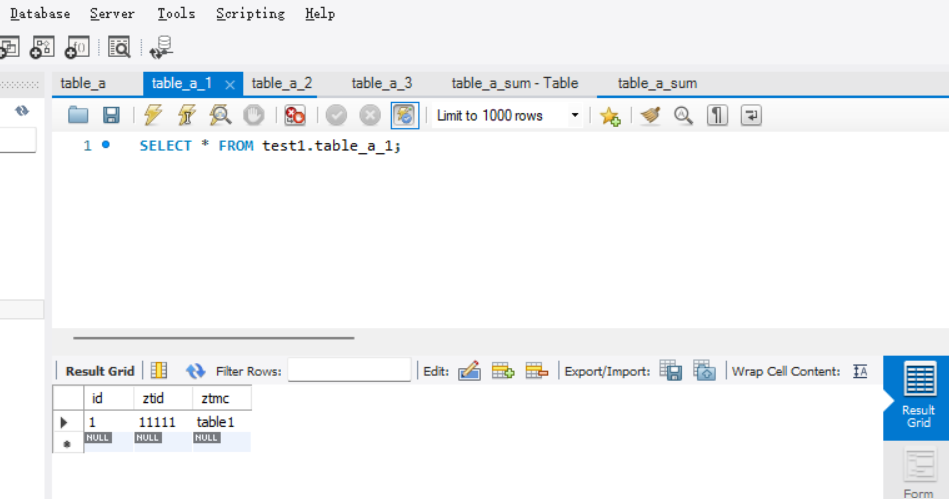 Database Server Tools Scripting Help
table_a table_a_1 × table_a_2 table_a_3 table_a_sum - Table table_a_sum
Limit to 1000 rows
1 SELECT * FROM test1.table_a_1;
Result Grid Filter Rows: Edit: Export/Import: Wrap Cell Content:
id ztid ztmc
1 11111 table1
NULL NULL NULL
Result
Grid
Form